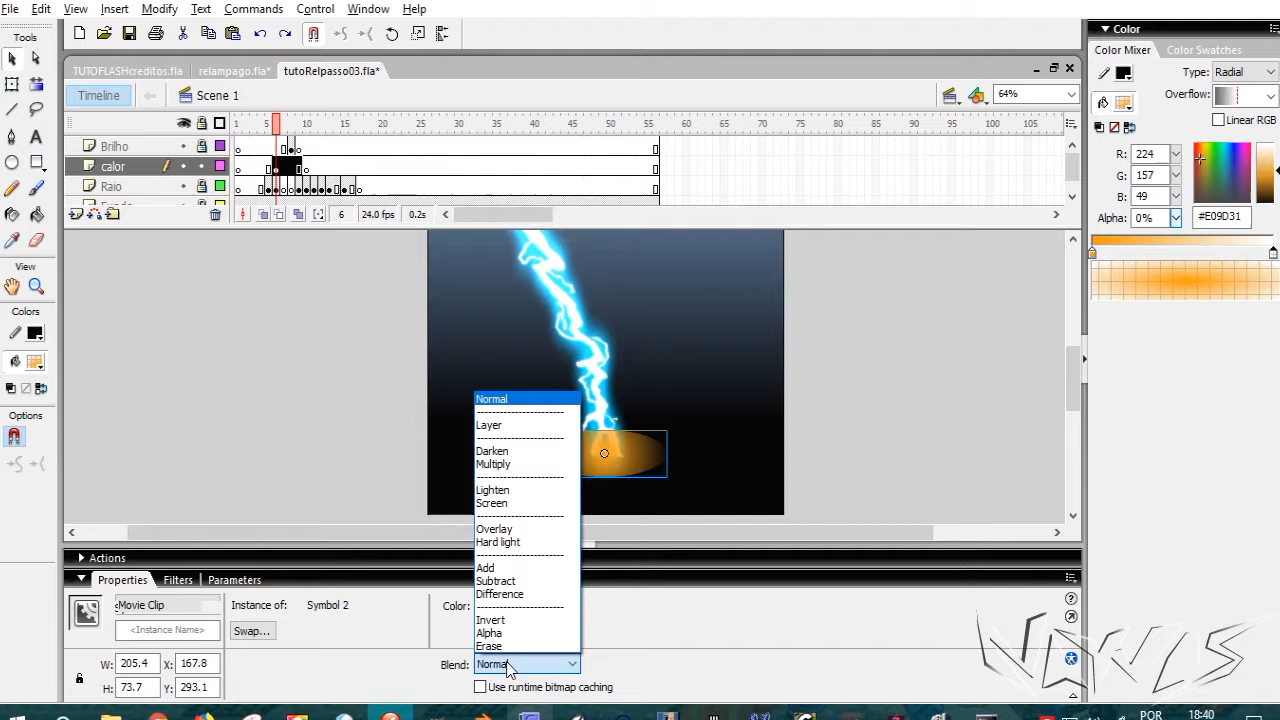 File Edit View Insert Modify Text Commands Control Window Help
Tools
View
Colors
Options
TUTOFLASHcreditos.fla relampago.fla* tutoRelpasso03.fla*
Timeline Scene 1 64%
1 5 10 15 20 25 30 35 40 45 50 55 60 65 70 75 80 85 90 95 100 105
Brilho
calor
Raio
6 24.0 fps 0.2s
Normal
Layer
Darken
Multiply
Lighten
Screen
Overlay
Hard light
Add
Subtract
Difference
Invert
Alpha
Erase
Actions
Properties Filters Parameters
Movie Clip Instance of: Symbol 2 Color:
<Instance Name> Swap...
W: 205.4 X: 167.8 Blend: Normal
H: 73.7 Y: 293.1 Use runtime bitmap caching
Color
Color Mixer Color Swatches
Type: Radial
Overflow:
Linear RGB
R: 224
G: 157
B: 49
Alpha: 0% #E09D31
POR 18:40